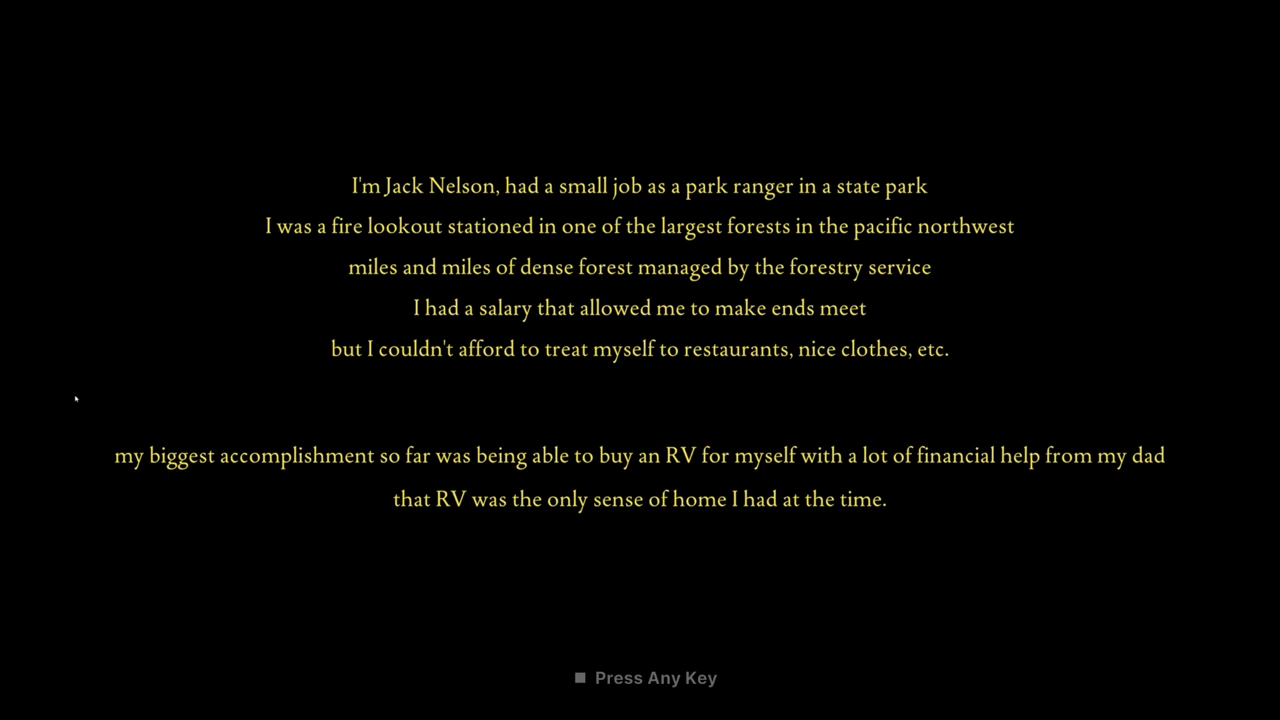 I'm Jack Nelson, had a small job as a park ranger in a state park
I was a fire lookout stationed in one of the largest forests in the pacific northwest
miles and miles of dense forest managed by the forestry service
I had a salary that allowed me to make ends meet
but I couldn't afford to treat myself to restaurants, nice clothes, etc.
my biggest accomplishment so far was being able to buy an RV for myself with a lot of financial help from my dad
that RV was the only sense of home I had at the time.
Press Any Key